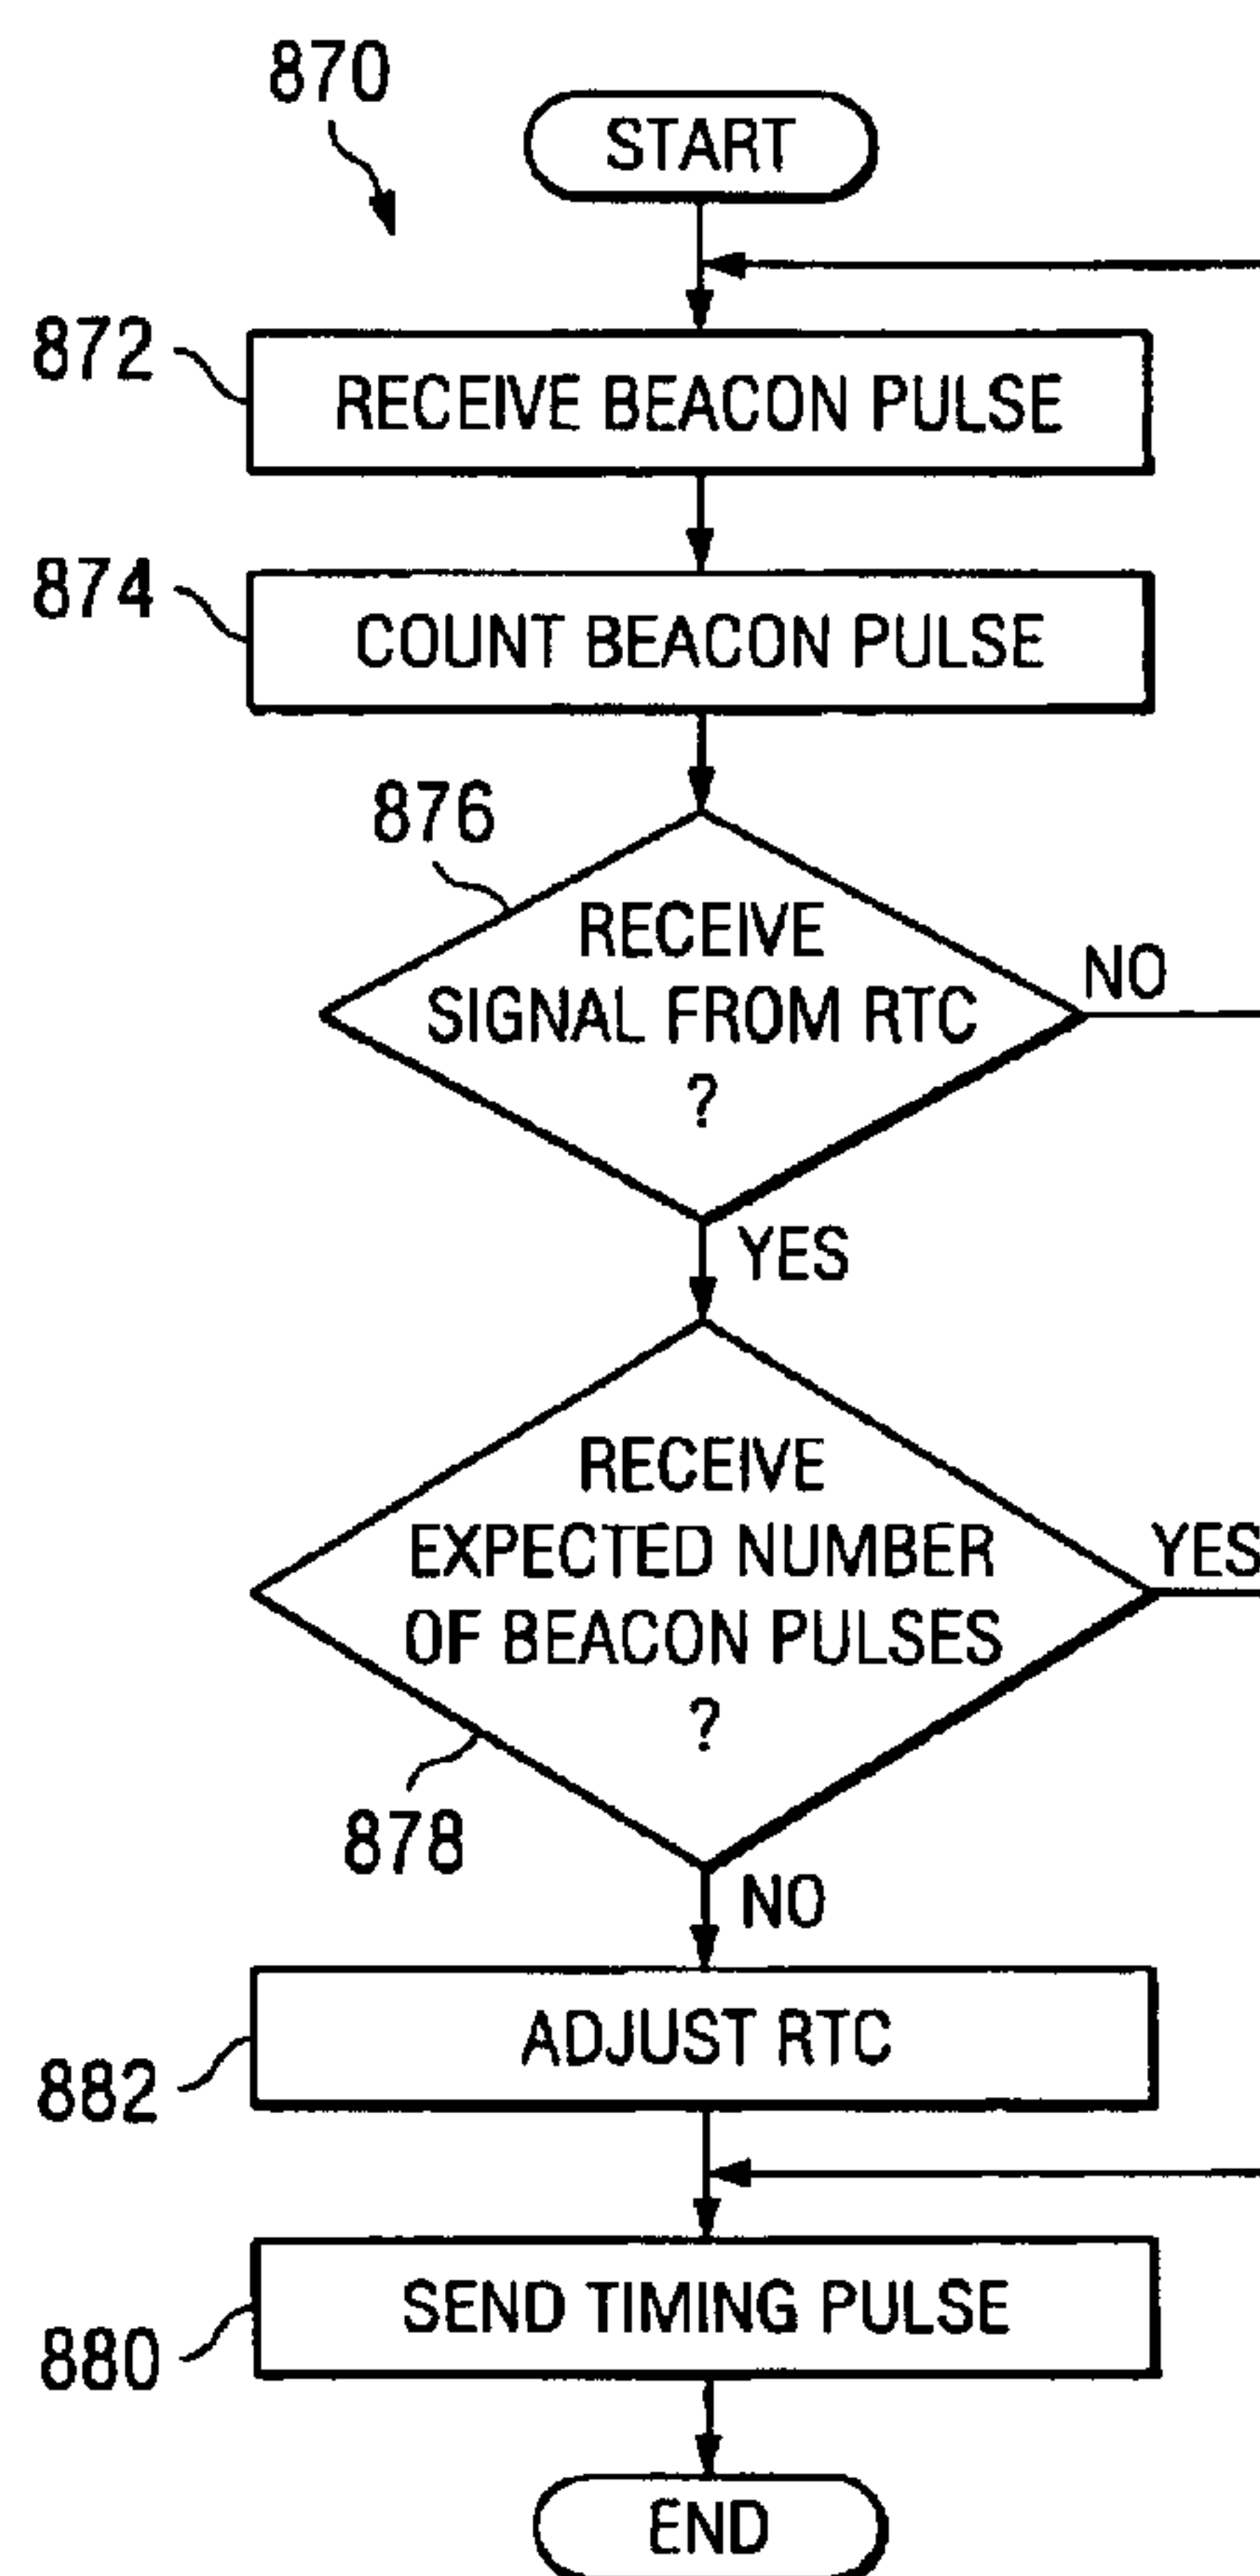 870
START
872
RECEIVE BEACON PULSE
874
COUNT BEACON PULSE
876
RECEIVE
SIGNAL FROM RTC
?
NO
YES
RECEIVE
EXPECTED NUMBER
OF BEACON PULSES
?
YES
878
NO
ADJUST RTC
882
SEND TIMING PULSE
880
END